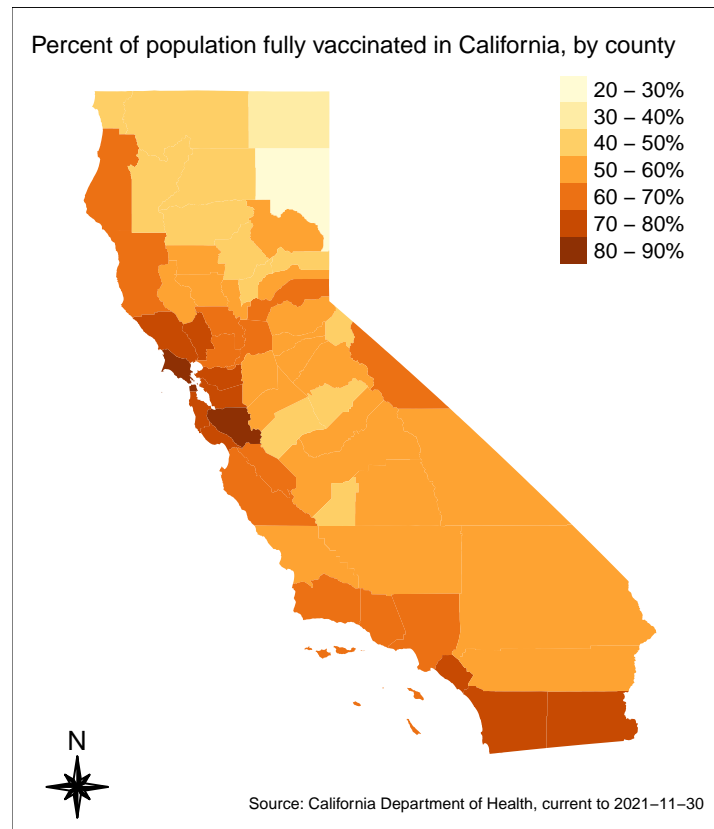 Percent of population fully vaccinated in California, by county
20 − 30%
30 − 40%
40 − 50%
50 − 60%
60 − 70%
70 − 80%
80 − 90%
N
Source: California Department of Health, current to 2021−11−30